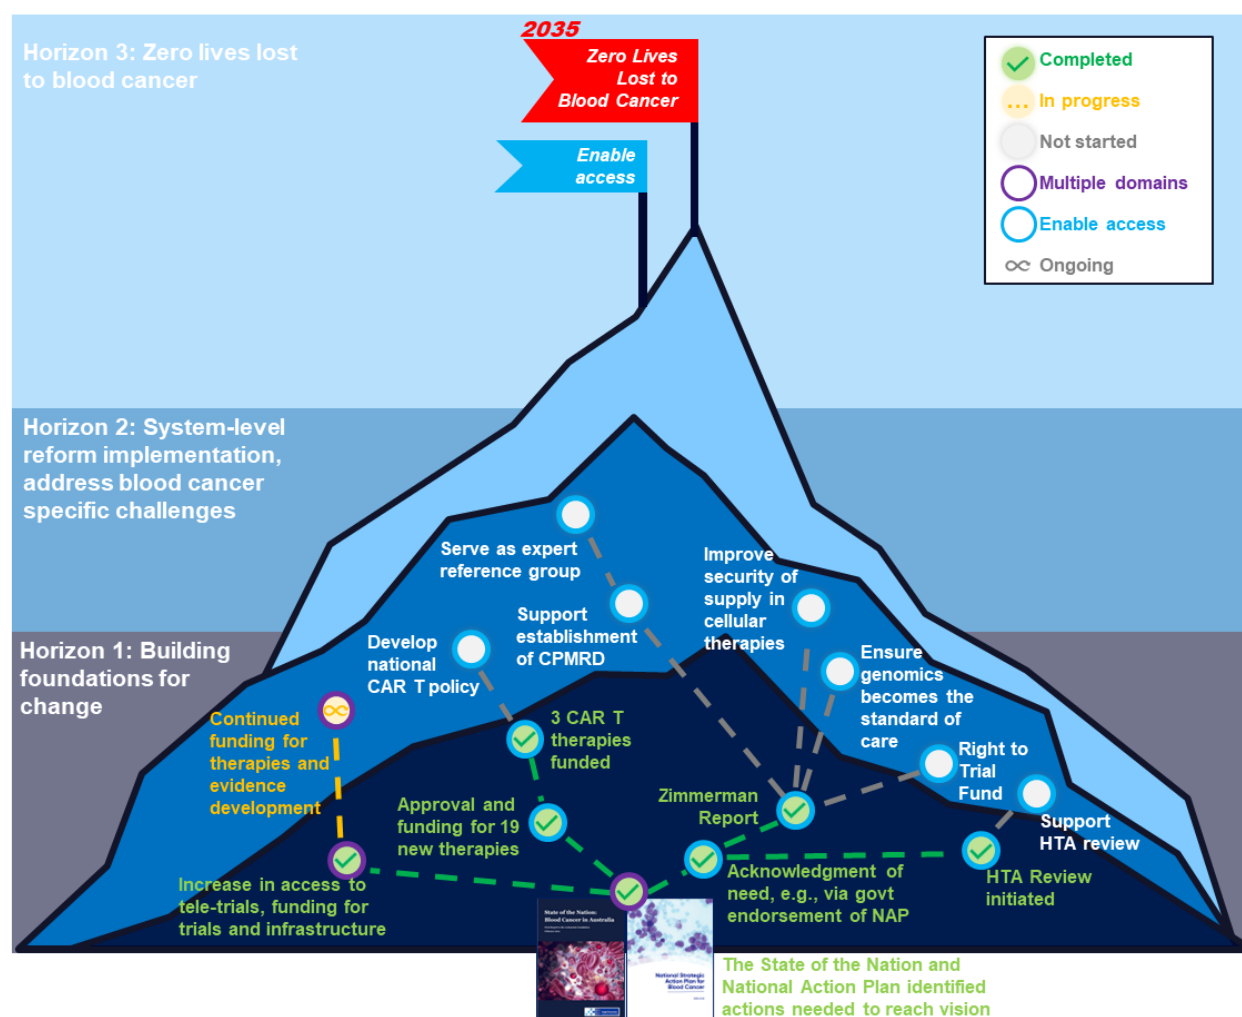 2035
Zero Lives
Lost to
Blood Cancer
Enable
access
Horizon 3: Zero lives lost
to blood cancer
Completed
In progress
Not started
Multiple domains
Enable access
Ongoing
Horizon 2: System-level
reform implementation,
address blood cancer
specific challenges
Serve as expert
reference group
Support
establishment
of CPMRD
Improve
security of
supply in
cellular
therapies
Horizon 1: Building
foundations for
change
Develop
national
CAR T policy
Ensure
genomics
becomes the
standard of
care
Continued
funding for
therapies and
evidence
development
3 CAR T
therapies
funded
Right to
Trial
Fund
Approval and
funding for 19
new therapies
Zimmerman
Report
Support
HTA review
Increase in access to
tele-trials, funding for
trials and infrastructure
Acknowledgment of
need, e.g., via govt
endorsement of NAP
HTA Review
initiated
State of the Nation:
Blood Cancer in Australia
National Strategic
Action Plan for
Blood Cancer
The State of the Nation and
National Action Plan identified
actions needed to reach vision